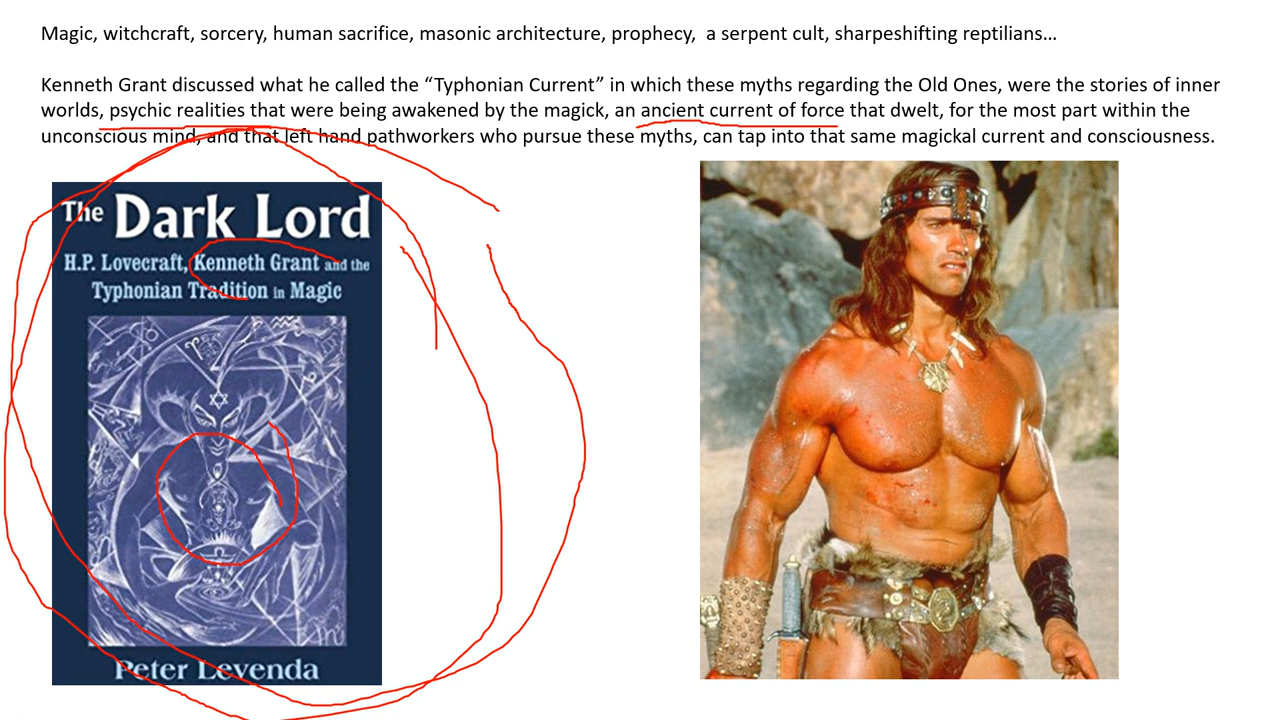 Magic, witchcraft, sorcery, human sacrifice, masonic architecture, prophecy,  a serpent cult, sharpeshifting reptilians…
Kenneth Grant discussed what he called the “Typhonian Current” in which these myths regarding the Old Ones, were the stories of inner
worlds, psychic realities that were being awakened by the magick, an ancient current of force that dwelt, for the most part within the
unconscious mind, and that left hand pathworkers who pursue these myths, can tap into that same magickal current and consciousness.
The Dark Lord
H.P. Lovecraft, Kenneth Grant and the
Typhonian Tradition in Magic
Peter Levenda